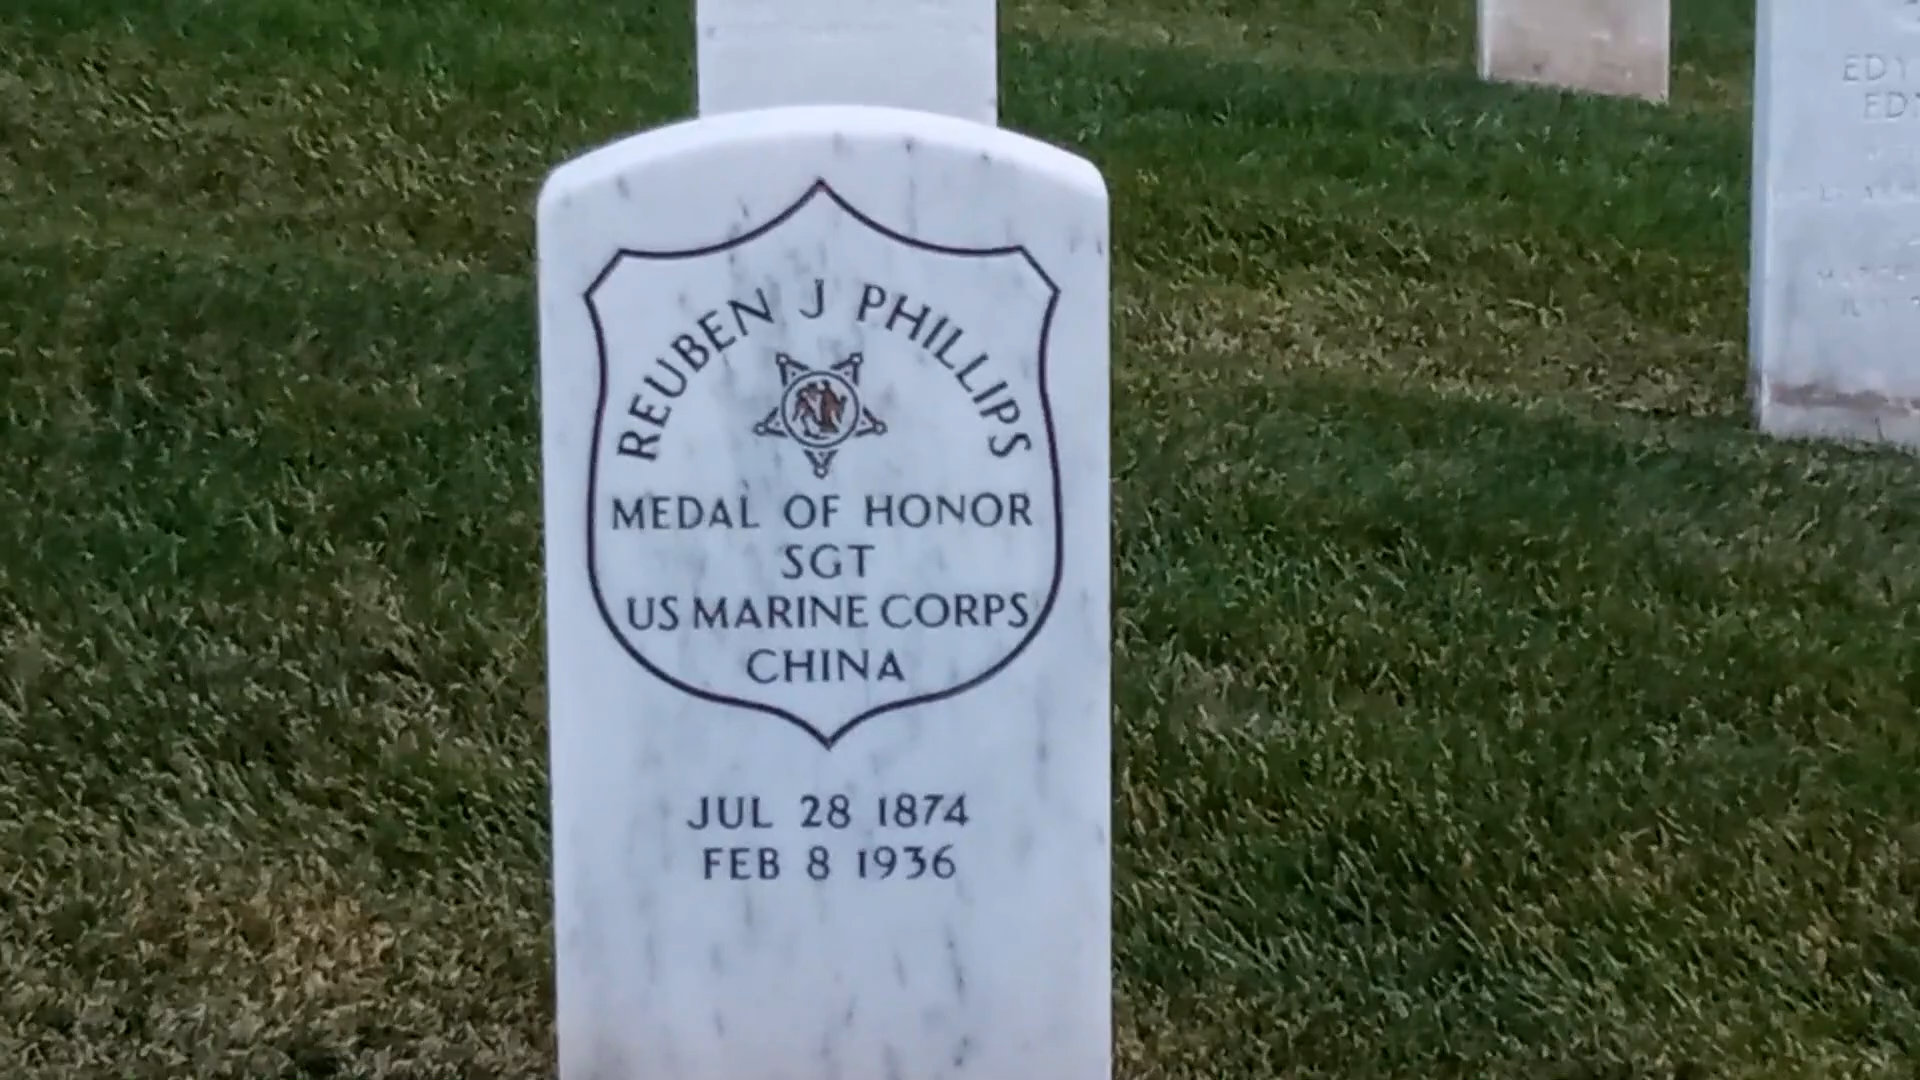 REUBEN J PHILLIPS
MEDAL OF HONOR
SGT
US MARINE CORPS
CHINA
JUL 28 1874
FEB 8 1936